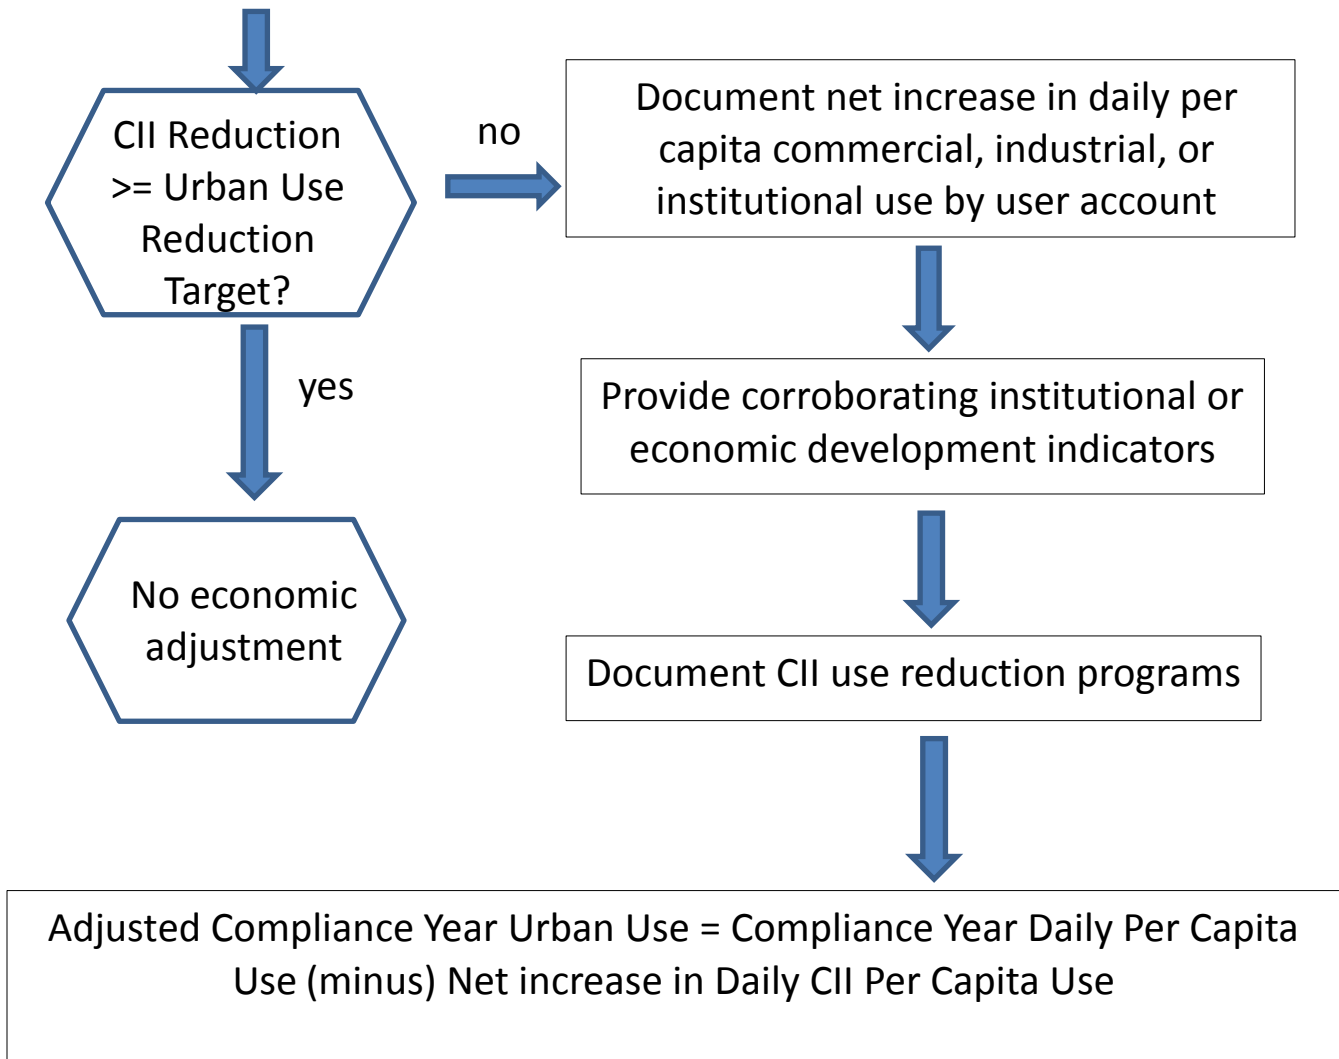 CII Reduction
>= Urban Use
Reduction
Target?
no
Document net increase in daily per
capita commercial, industrial, or
institutional use by user account
yes
Provide corroborating institutional or
economic development indicators
No economic
adjustment
Document CII use reduction programs
Adjusted Compliance Year Urban Use = Compliance Year Daily Per Capita
Use (minus) Net increase in Daily CII Per Capita Use